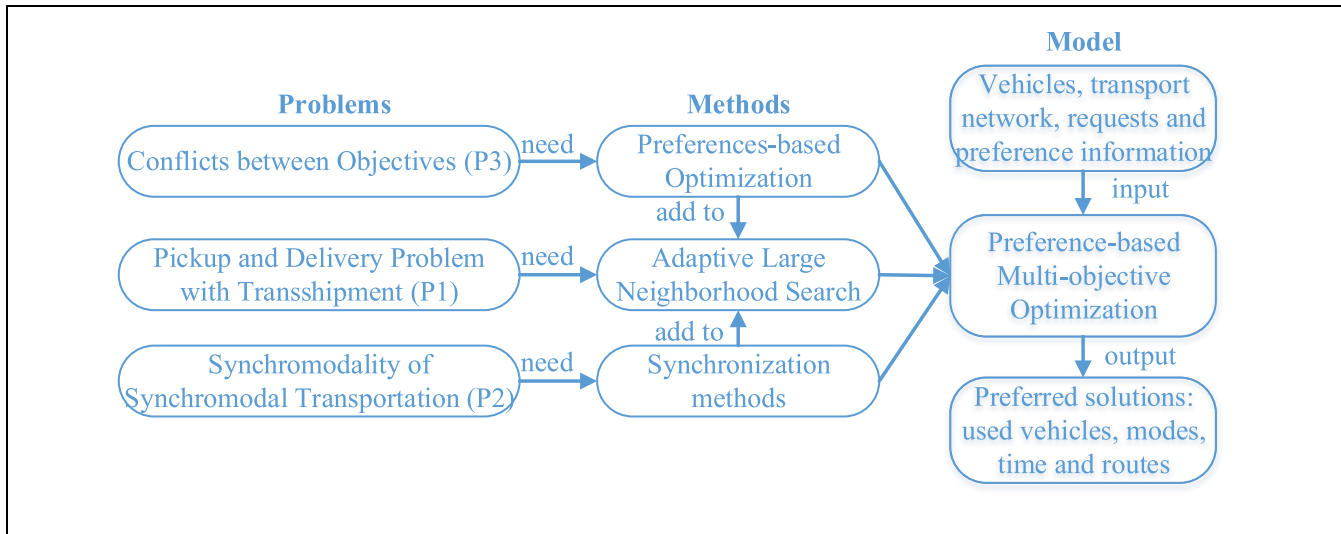 Problems
Conflicts between Objectives (P3)
Pickup and Delivery Problem
with Transshipment (P1)
Synchromodality of
Synchromodal Transportation (P2)
need
need
need
Methods
Preferences-based
Optimization
add to
Adaptive Large
Neighborhood Search
add to
Synchronization
methods
Model
Vehicles, transport
network, requests and
preference information
input
Preference-based
Multi-objective
Optimization
output
Preferred solutions:
used vehicles, modes,
time and routes